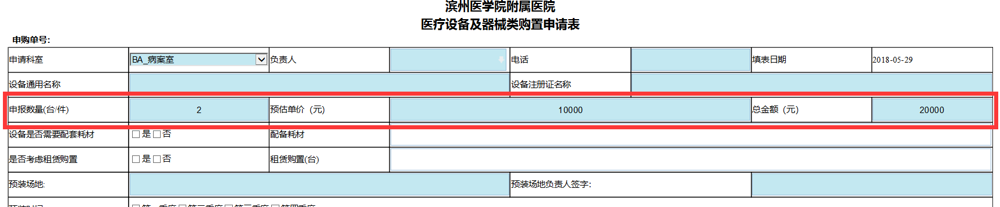 滨州医学院附属医院
医疗设备及器械类购置申请表
申购单号：
申请科室 BA_病案室 负责人 电话 填表日期 2018-05-29
设备通用名称 设备注册证名称
申报数量(台/件) 2 预估单价（元） 10000 总金额（元） 20000
设备是否需要配套耗材 是 否 配备耗材
是否考虑租赁购置 是 否 租赁购置(台)
预装场地: 预装场地负责人签字：